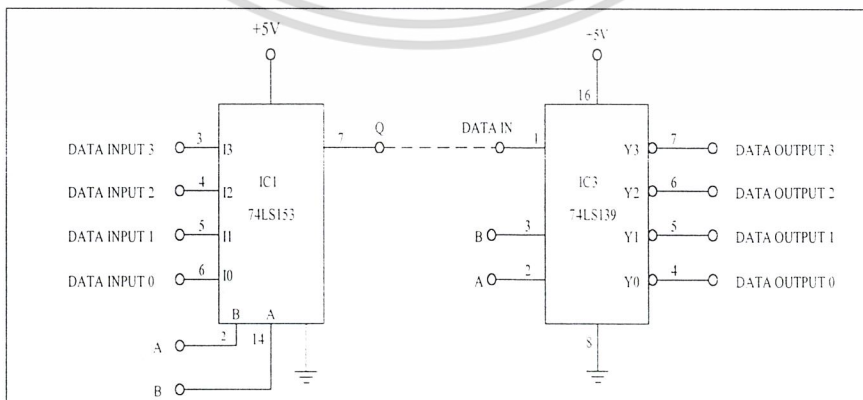 +5V
-5V
16
DATA INPUT 3
3
I3
7
Q
DATA IN
1
Y3
7
DATA OUTPUT 3
DATA INPUT 2
4
I2
IC1
74LS153
IC3
74LS139
Y2
6
DATA OUTPUT 2
DATA INPUT 1
5
I1
B
3
Y1
5
DATA OUTPUT 1
DATA INPUT 0
6
I0
A
2
Y0
4
DATA OUTPUT 0
B
A
A
2
14
8
B